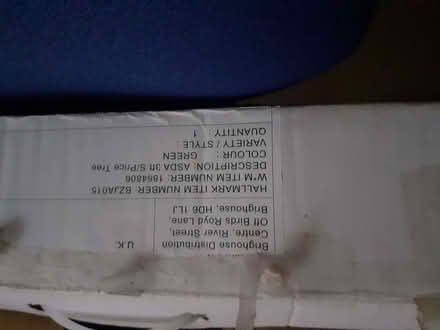 Brighouse Distribution
Centre, River Street,
Off Birds Royd Lane,
Brighouse, HD6 1LJ
U.K
HALLMARK ITEM NUMBER: BZJA015
W*M ITEM NUMBER: 1864806
DESCRIPTION: ASDA 3ft S/Price Tree
COLOUR: GREEN
VARIETY / STYLE:
QUANTITY: 1